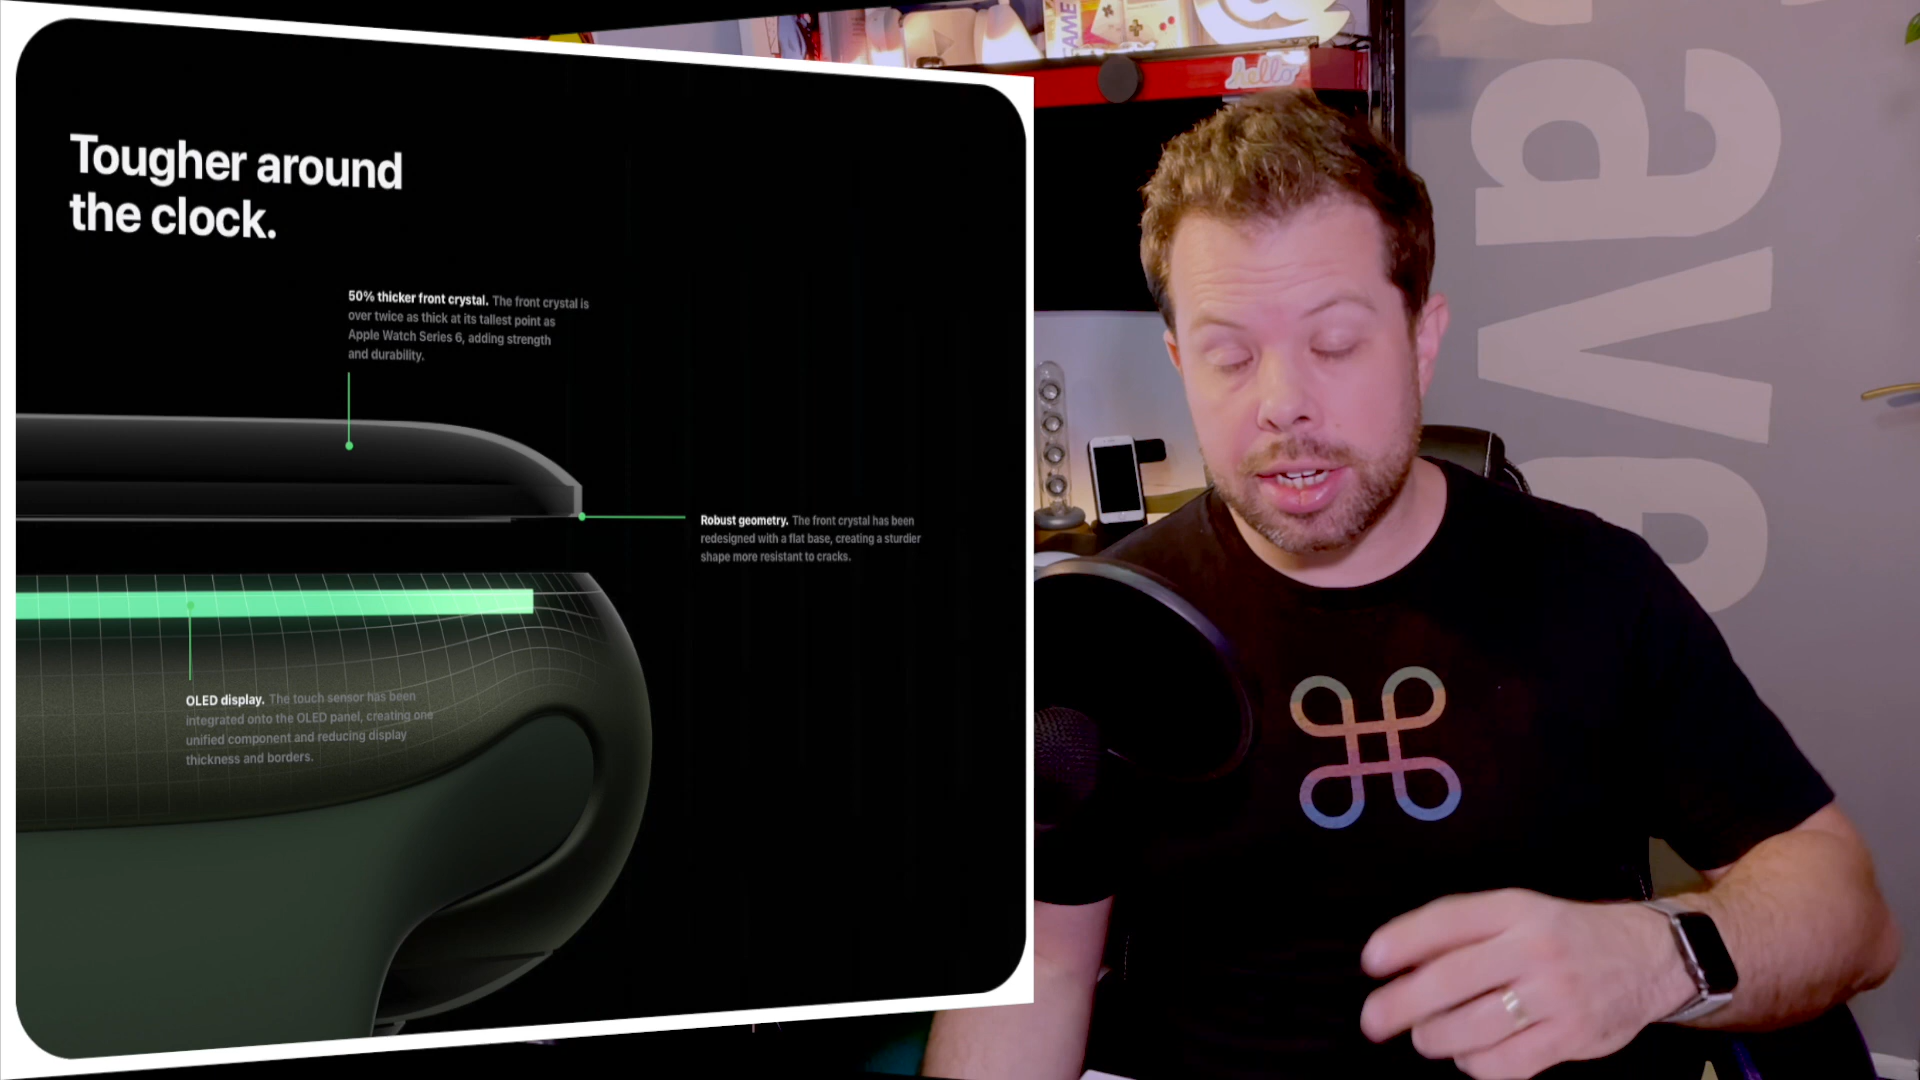 Tougher around
the clock.
50% thicker front crystal. The front crystal is
over twice as thick at its tallest point as
Apple Watch Series 6, adding strength
and durability.
Robust geometry. The front crystal has been
redesigned with a flat base, creating a sturdier
shape more resistant to cracks.
OLED display. The touch sensor has been
integrated onto the OLED panel, creating one
unified component and reducing display
thickness and borders.
hello
GAME
ave